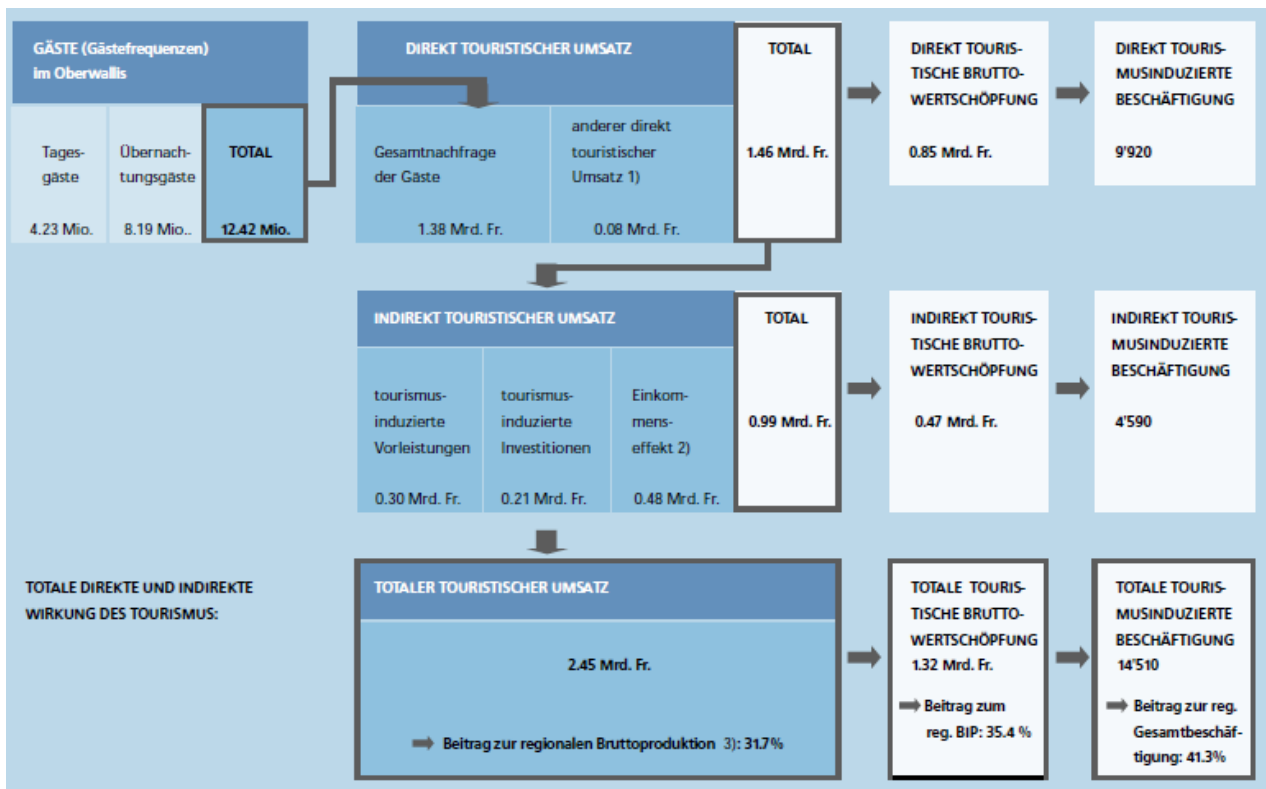 GÄSTE (Gästefrequenzen)
im Oberwallis
Tages-
gäste
4.23 Mio.
Übernach-
tungsgäste
8.19 Mio..
TOTAL
12.42 Mio.
DIREKT TOURISTISCHER UMSATZ
Gesamtnachfrage
der Gäste
1.38 Mrd. Fr.
anderer direkt
touristischer
Umsatz 1)
0.08 Mrd. Fr.
TOTAL
1.46 Mrd. Fr.
DIREKT TOURIS-
TISCHE BRUTTO-
WERTSCHÖPFUNG
0.85 Mrd. Fr.
DIREKT TOURIS-
MUSINDUZIERTE
BESCHÄFTIGUNG
9'920
INDIREKT TOURISTISCHER UMSATZ
tourismus-
induzierte
Vorleistungen
0.30 Mrd. Fr.
tourismus-
induzierte
Investitionen
0.21 Mrd. Fr.
Einkom-
mens-
effekt 2)
0.48 Mrd. Fr.
TOTAL
0.99 Mrd. Fr.
INDIREKT TOURIS-
TISCHE BRUTTO-
WERTSCHÖPFUNG
0.47 Mrd. Fr.
INDIREKT TOURIS-
MUSINDUZIERTE
BESCHÄFTIGUNG
4'590
TOTALE DIREKTE UND INDIREKTE
WIRKUNG DES TOURISMUS:
TOTALER TOURISTISCHER UMSATZ
2.45 Mrd. Fr.
Beitrag zur regionalen Bruttoproduktion 3): 31.7%
TOTALE TOURIS-
TISCHE BRUTTO-
WERTSCHÖPFUNG
1.32 Mrd. Fr.
Beitrag zum
reg. BIP: 35.4 %
TOTALE TOURIS-
MUSINDUZIERTE
BESCHÄFTIGUNG
14'510
Beitrag zur reg.
Gesamtbeschäf-
tigung: 41.3%